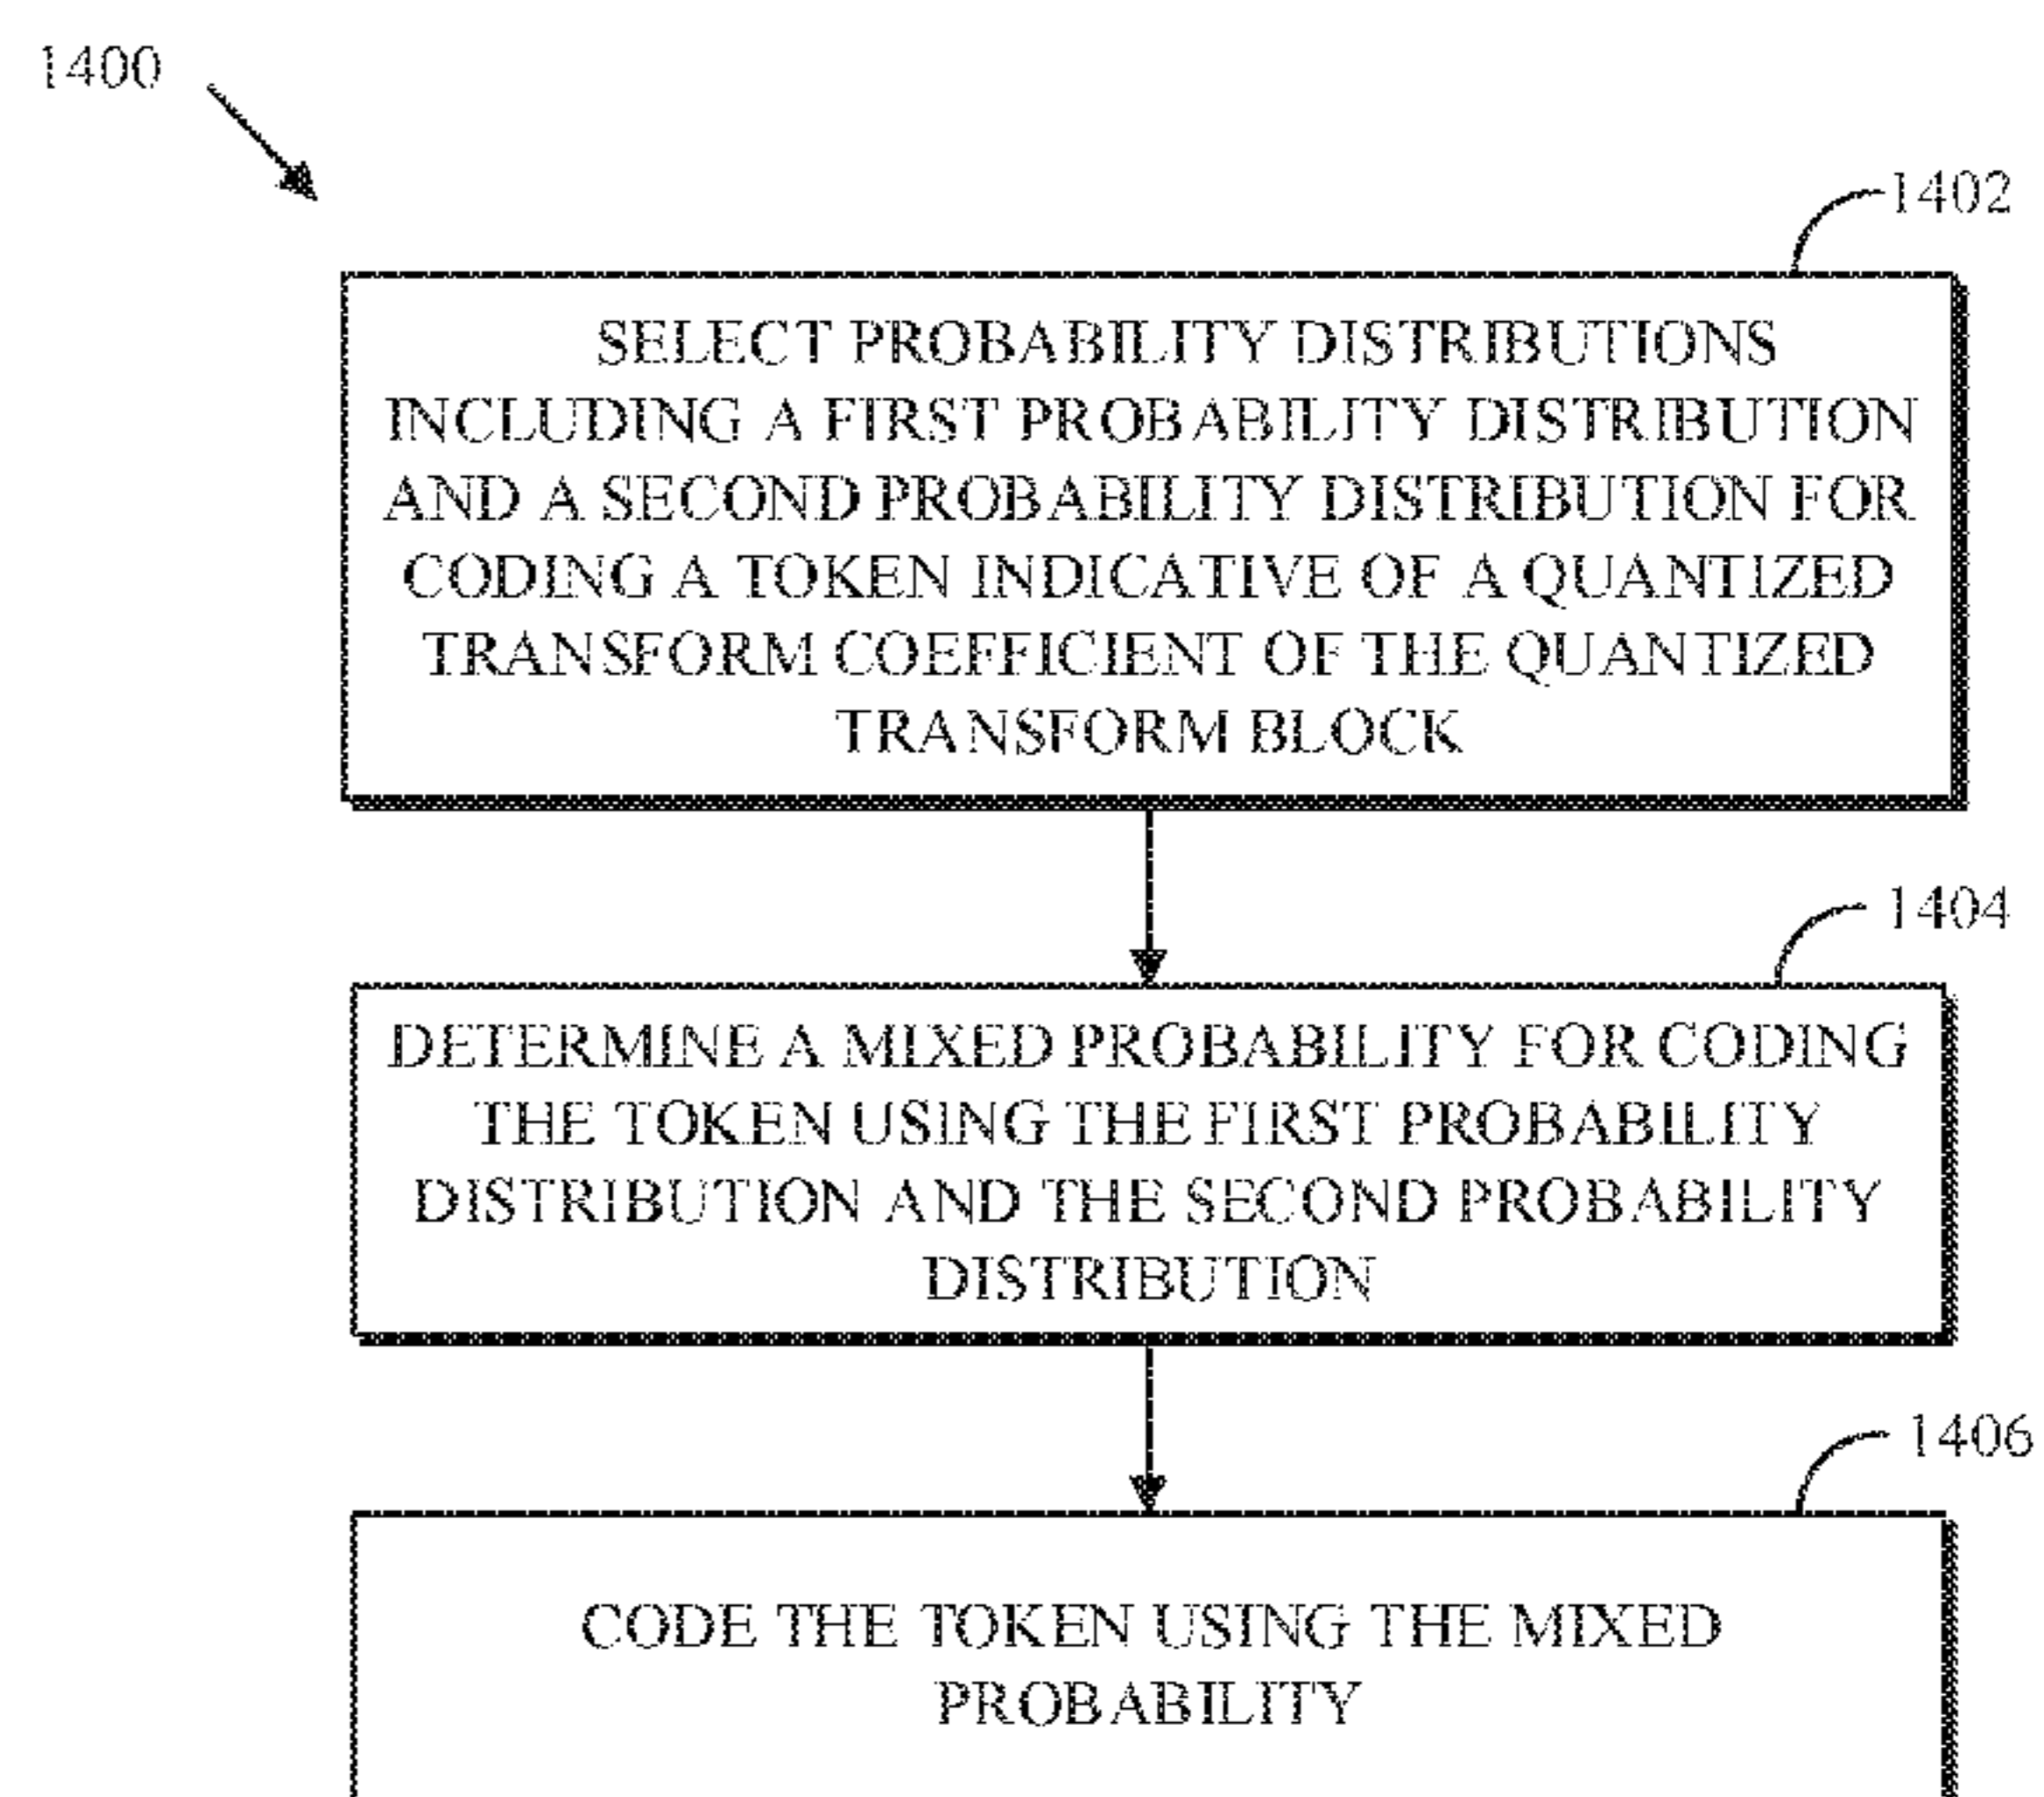 1400
1402
SELECT PROBABILITY DISTRIBUTIONS
INCLUDING A FIRST PROBABILITY DISTRIBUTION
AND A SECOND PROBABILITY DISTRIBUTION FOR
CODING A TOKEN INDICATIVE OF A QUANTIZED
TRANSFORM COEFFICIENT OF THE QUANTIZED
TRANSFORM BLOCK
1404
DETERMINE A MIXED PROBABILITY FOR CODING
THE TOKEN USING THE FIRST PROBABILITY
DISTRIBUTION AND THE SECOND PROBABILITY
DISTRIBUTION
1406
CODE THE TOKEN USING THE MIXED
PROBABILITY